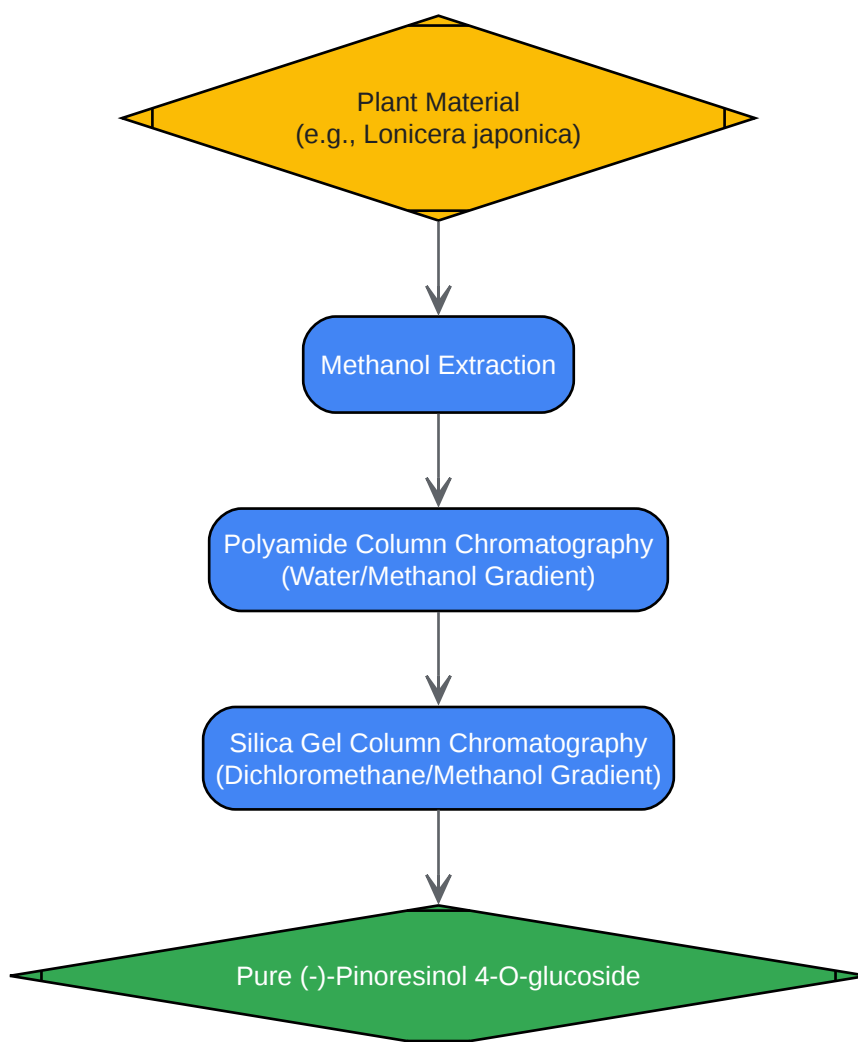 Plant Material
(e.g., Lonicera japonica)
Methanol Extraction
Polyamide Column Chromatography
(Water/Methanol Gradient)
Silica Gel Column Chromatography
(Dichloromethane/Methanol Gradient)
Pure (-)-Pinoresinol 4-O-glucoside